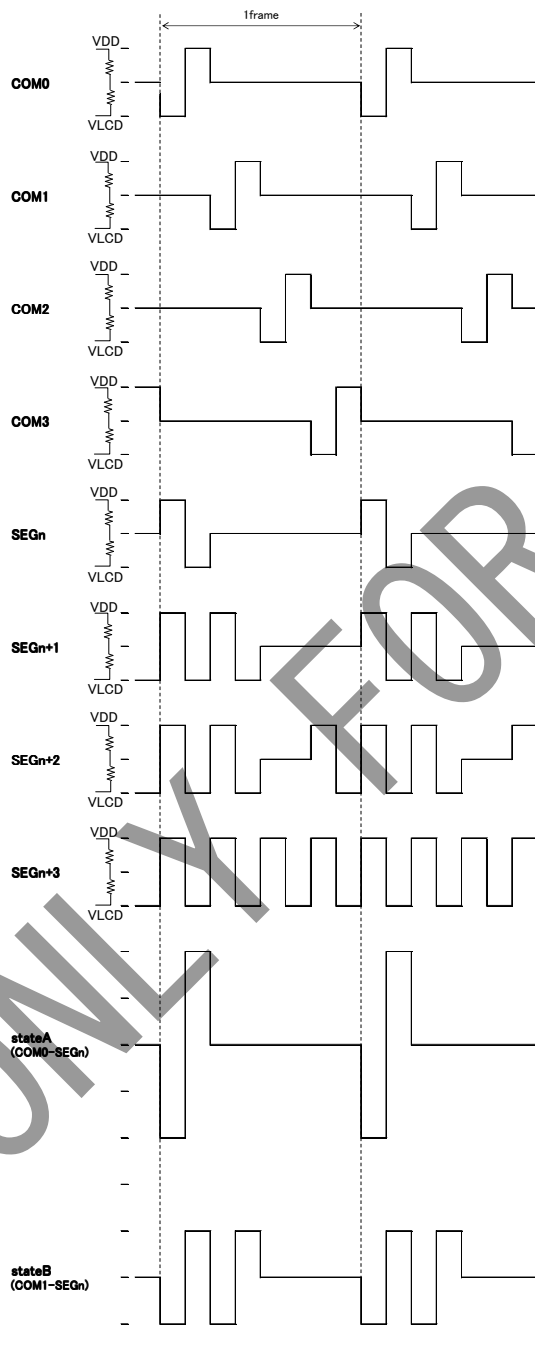 1frame
VDD
COM0
VLCD
VDD
COM1
VLCD
VDD
COM2
VLCD
VDD
COM3
VLCD
VDD
SEGn
VLCD
VDD
SEGn+1
VLCD
VDD
SEGn+2
VLCD
VDD
SEGn+3
VLCD
stateA
(COM0-SEGn)
stateB
(COM1-SEGn)
ONLY FOR